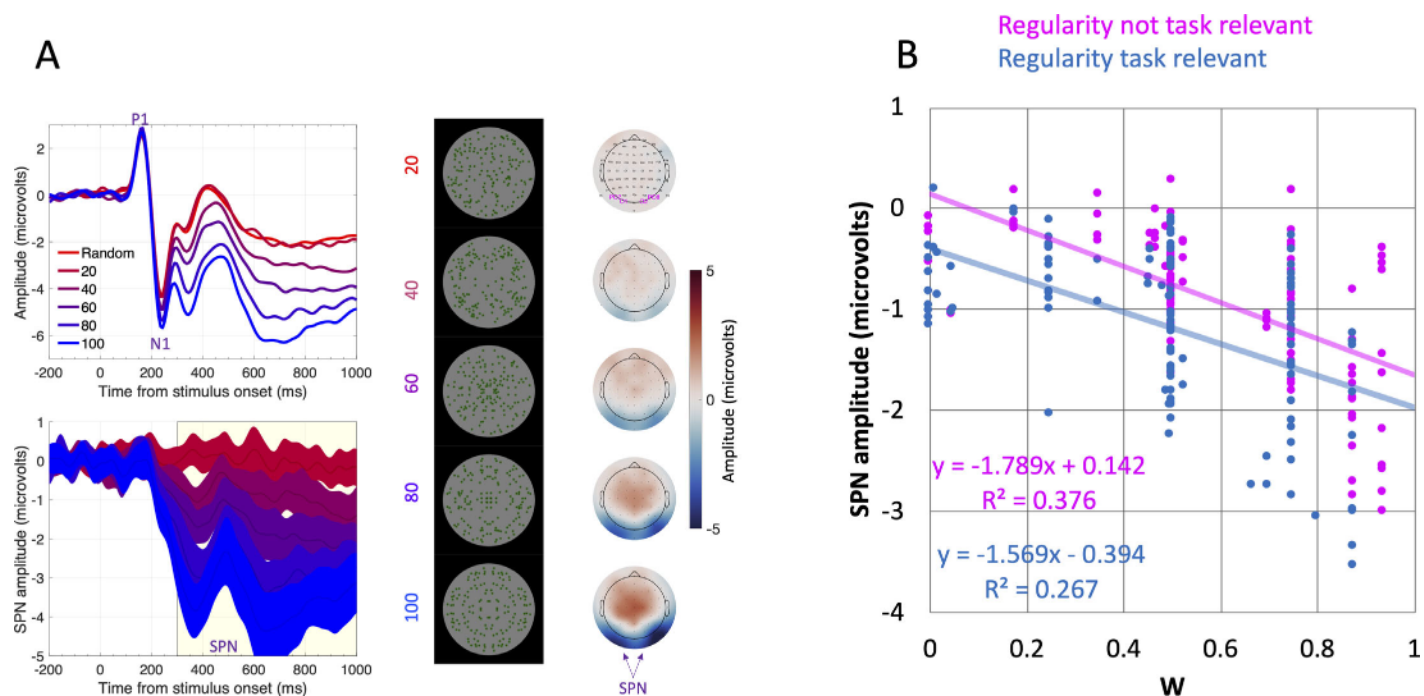 A
P1
Amplitude (microvolts)
2
0
-2
-4
-6
Random
20
40
60
80
100
N1
-200 0 200 400 600 800 1000
Time from stimulus onset (ms)
SPN amplitude (microvolts)
1
0
-1
-2
-3
-4
-5
SPN
-200 0 200 400 600 800 1000
Time from stimulus onset (ms)
20
40
60
80
100
5
0
−5
Amplitude (microvolts)
SPN
Regularity not task relevant
Regularity task relevant
B
SPN amplitude (microvolts)
1
0
-1
-2
-3
-4
y = -1.789x + 0.142
R² = 0.376
y = -1.569x - 0.394
R² = 0.267
0 0.2 0.4 0.6 0.8 1
W